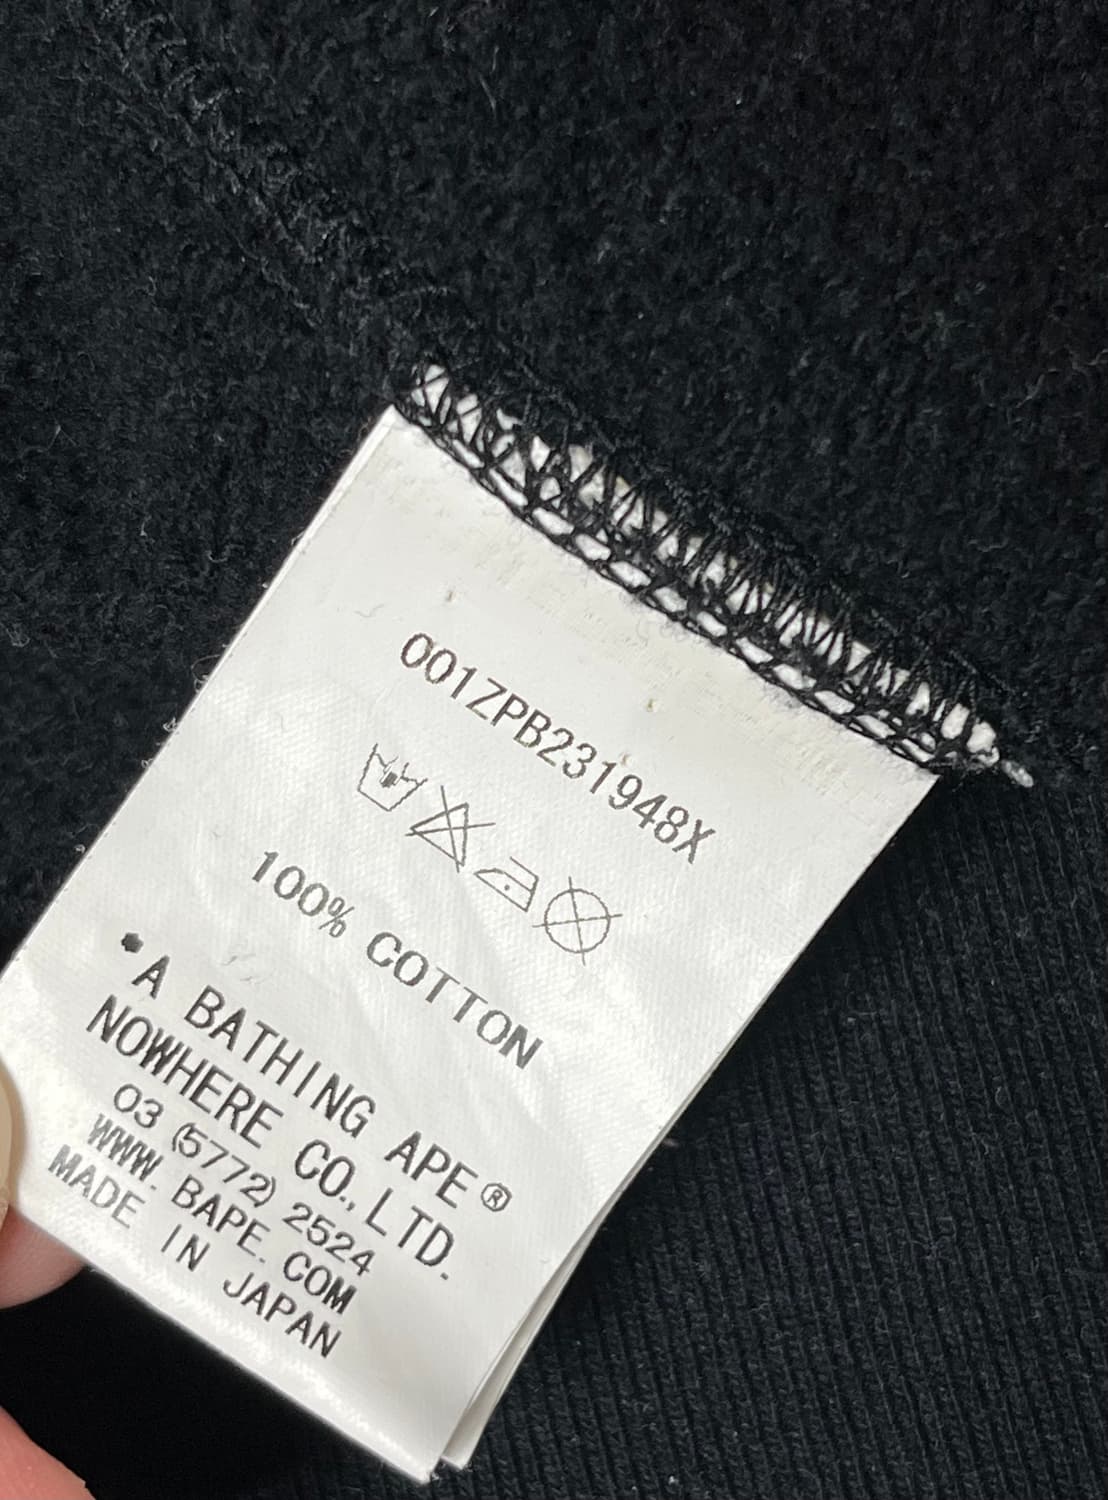 001ZPB231948X
100% COTTON
•A BATHING APE®
NOWHERE CO., LTD.
03 (5772) 2524
WWW. BAPE. COM
MADE IN JAPAN